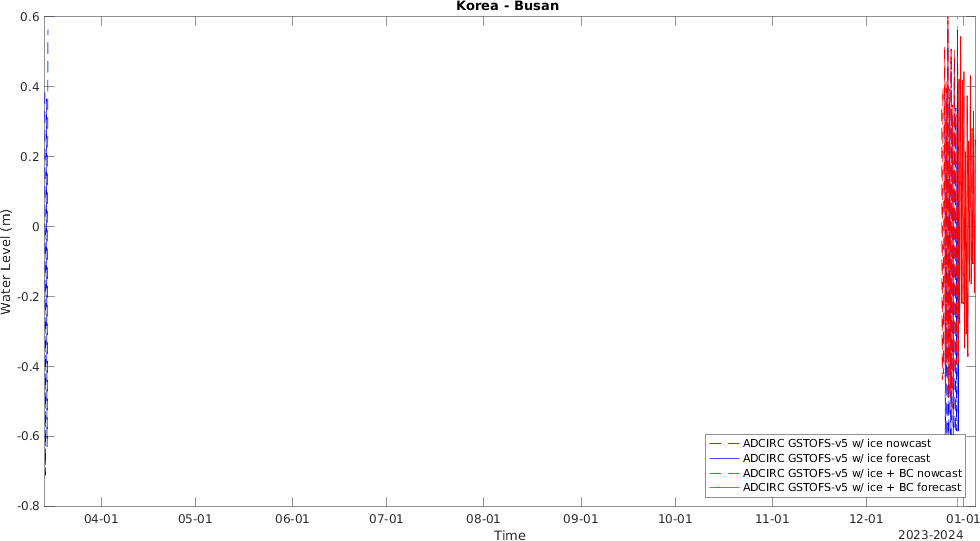 Korea - Busan
0.6
0.4
0.2
0
-0.2
-0.4
-0.6
-0.8
Water Level (m)
ADCIRC GSTOFS-v5 w/ ice nowcast
ADCIRC GSTOFS-v5 w/ ice forecast
ADCIRC GSTOFS-v5 w/ ice + BC nowcast
ADCIRC GSTOFS-v5 w/ ice + BC forecast
04-01 05-01 06-01 07-01 08-01 09-01 10-01 11-01 12-01 01-01
Time
2023-2024